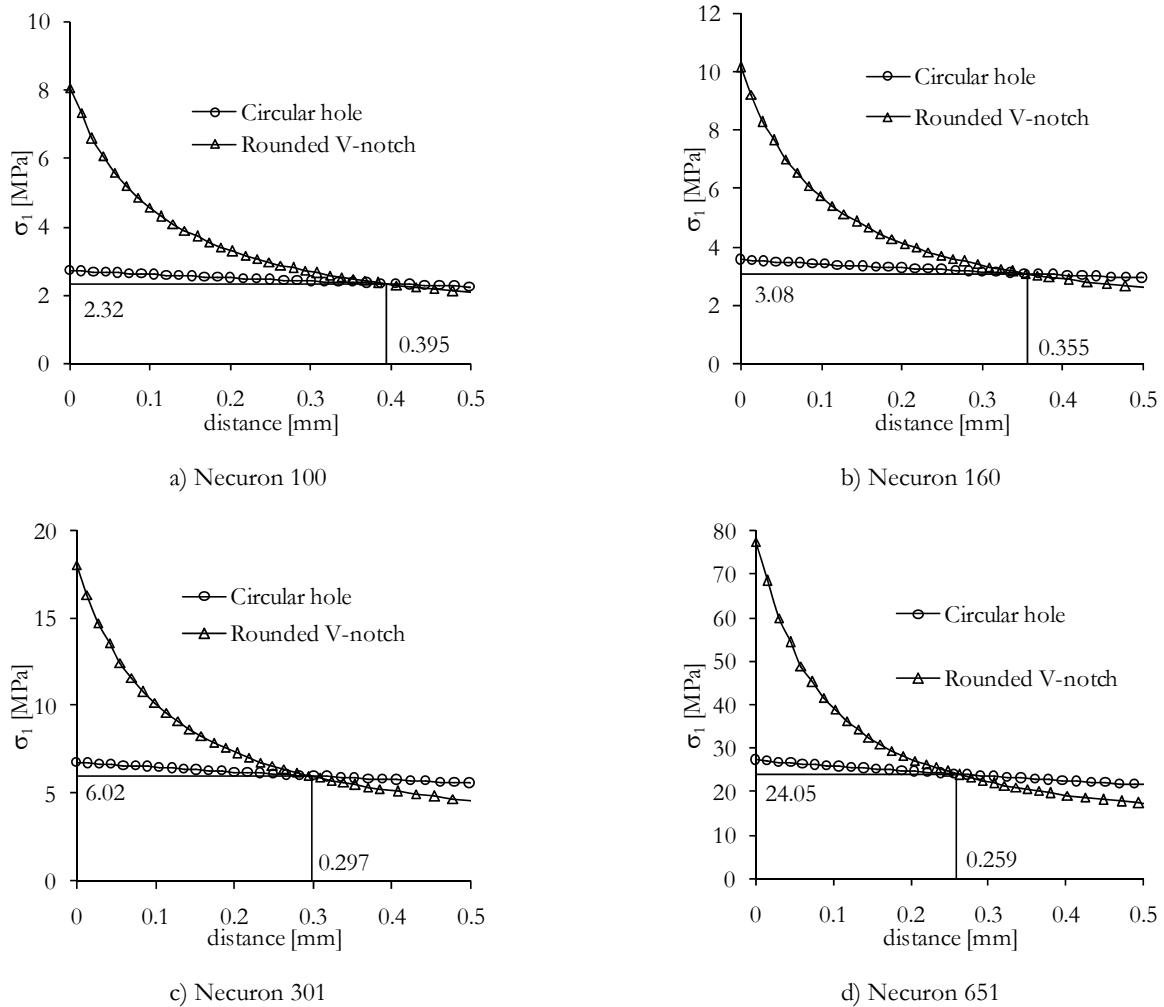 10
8
6
4
2
0
σ1 [MPa]
Circular hole
Rounded V-notch
2.32
0.395
0 0.1 0.2 0.3 0.4 0.5
distance [mm]
a) Necuron 100
12
10
8
6
4
2
0
σ1 [MPa]
Circular hole
Rounded V-notch
3.08
0.355
0 0.1 0.2 0.3 0.4 0.5
distance [mm]
b) Necuron 160
20
15
10
5
0
σ1 [MPa]
Circular hole
Rounded V-notch
6.02
0.297
0 0.1 0.2 0.3 0.4 0.5
distance [mm]
c) Necuron 301
80
70
60
50
40
30
20
10
0
σ1 [MPa]
Circular hole
Rounded V-notch
24.05
0.259
0 0.1 0.2 0.3 0.4 0.5
distance [mm]
d) Necuron 651